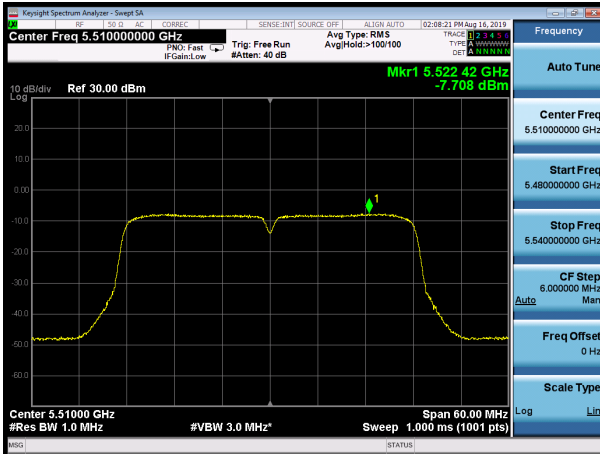 Keysight Spectrum Analyzer - Swept SA
RF 50 Ω AC CORREC SENSE:INT SOURCE OFF ALIGN AUTO 02:08:21 PM Aug 16, 2019
Center Freq 5.510000000 GHz
PNO: Fast
IFGain:Low
Trig: Free Run
#Atten: 40 dB
Avg Type: RMS
Avg|Hold:>100/100
TRACE 1 2 3 4 5 6
TYPE A WWWWW
DET A NNNNN
Mkr1 5.522 42 GHz
-7.708 dBm
10 dB/div Ref 30.00 dBm
Log
20.0
10.0
0.00
-10.0
-20.0
-30.0
-40.0
-50.0
-60.0
1
Center 5.51000 GHz Span 60.00 MHz
#Res BW 1.0 MHz #VBW 3.0 MHz* Sweep 1.000 ms (1001 pts)
MSG STATUS
Frequency
Auto Tune
Center Freq
5.510000000 GHz
Start Freq
5.480000000 GHz
Stop Freq
5.540000000 GHz
CF Step
6.000000 MHz
Auto Man
Freq Offset
0 Hz
Scale Type
Log Lin